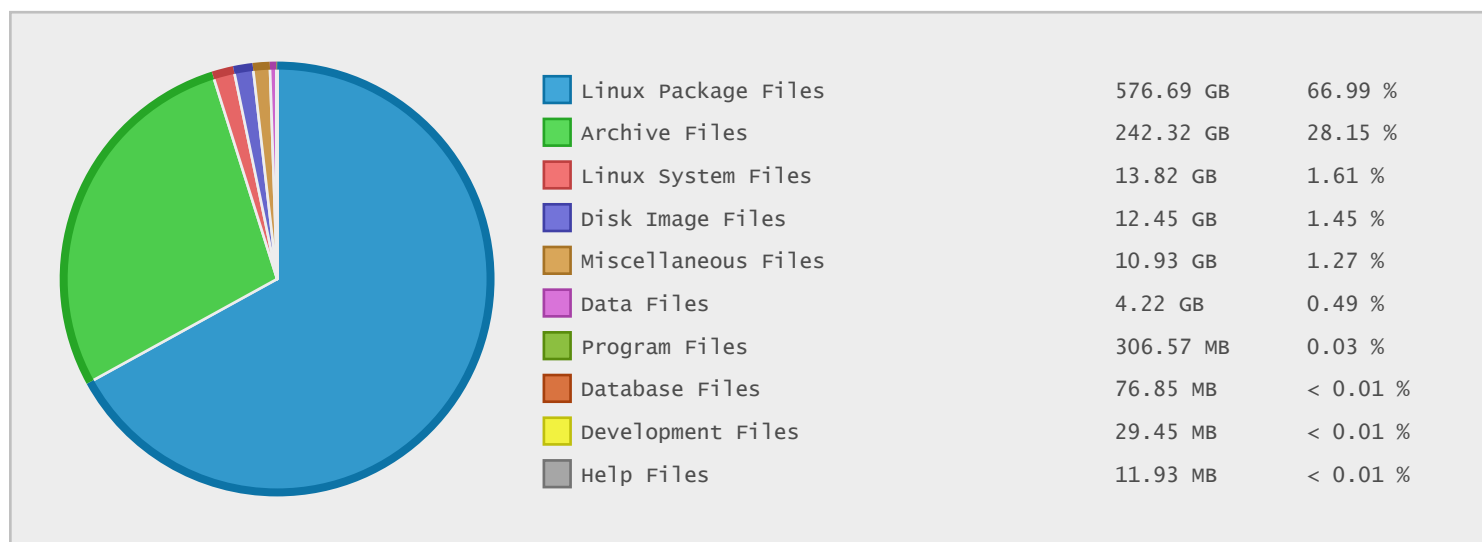 Linux Package Files 576.69 GB 66.99 %
Archive Files 242.32 GB 28.15 %
Linux System Files 13.82 GB 1.61 %
Disk Image Files 12.45 GB 1.45 %
Miscellaneous Files 10.93 GB 1.27 %
Data Files 4.22 GB 0.49 %
Program Files 306.57 MB 0.03 %
Database Files 76.85 MB < 0.01 %
Development Files 29.45 MB < 0.01 %
Help Files 11.93 MB < 0.01 %